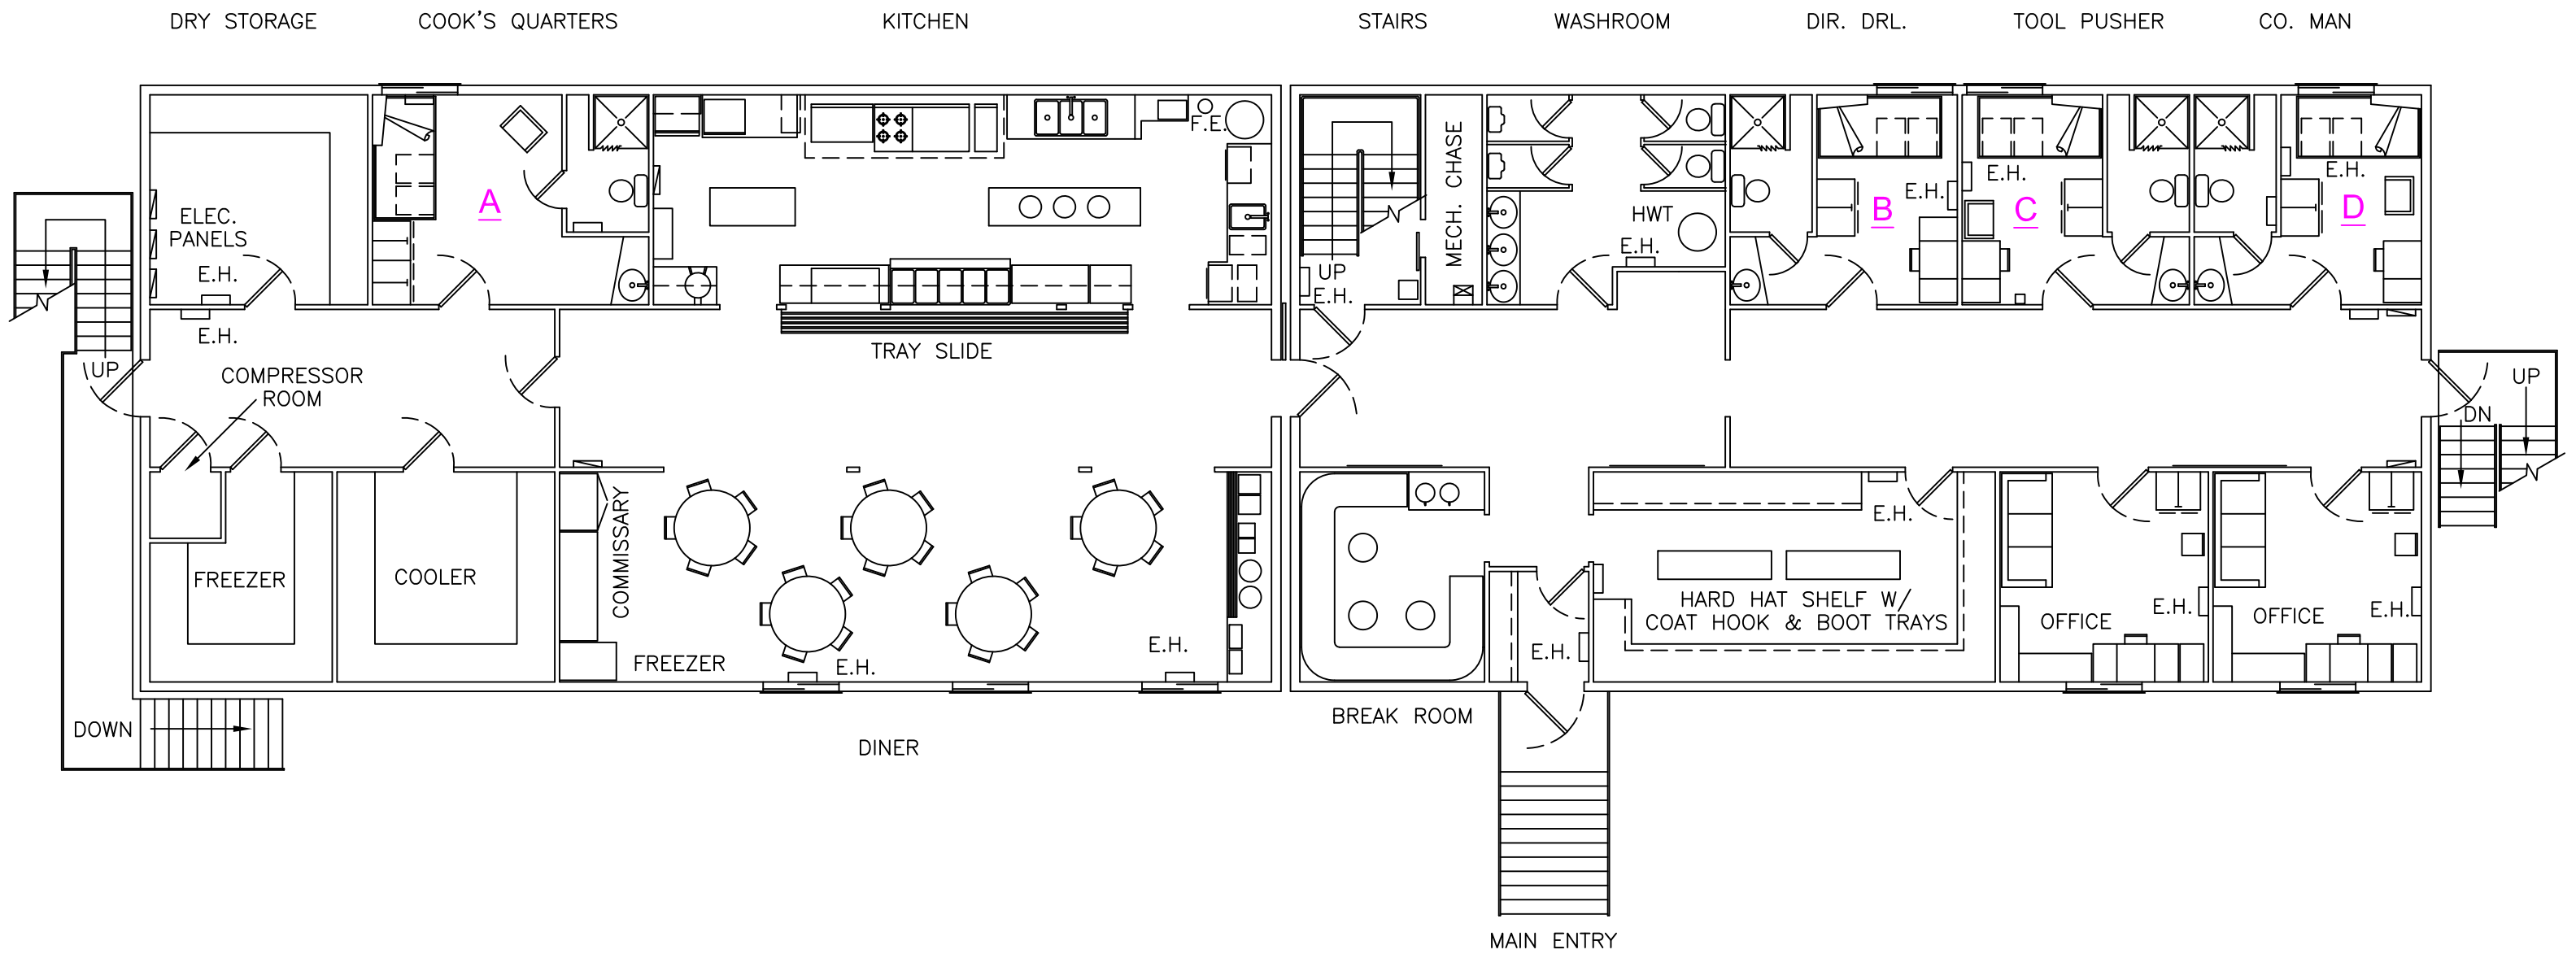 DRY STORAGE
COOK'S QUARTERS
KITCHEN
STAIRS
WASHROOM
DIR. DRL.
TOOL PUSHER
CO. MAN
F.E.
MECH. CHASE
E.H.
E.H.
E.H.
A
B
C
D
ELEC.
PANELS
E.H.
HWT
E.H.
UP
E.H.
E.H.
UP
COMPRESSOR
ROOM
TRAY SLIDE
UP
DN
COMMISSARY
E.H.
FREEZER
COOLER
HARD HAT SHELF W/
COAT HOOK & BOOT TRAYS
E.H.
OFFICE
E.H.
OFFICE
FREEZER
E.H.
E.H.
E.H.
DOWN
BREAK ROOM
DINER
MAIN ENTRY